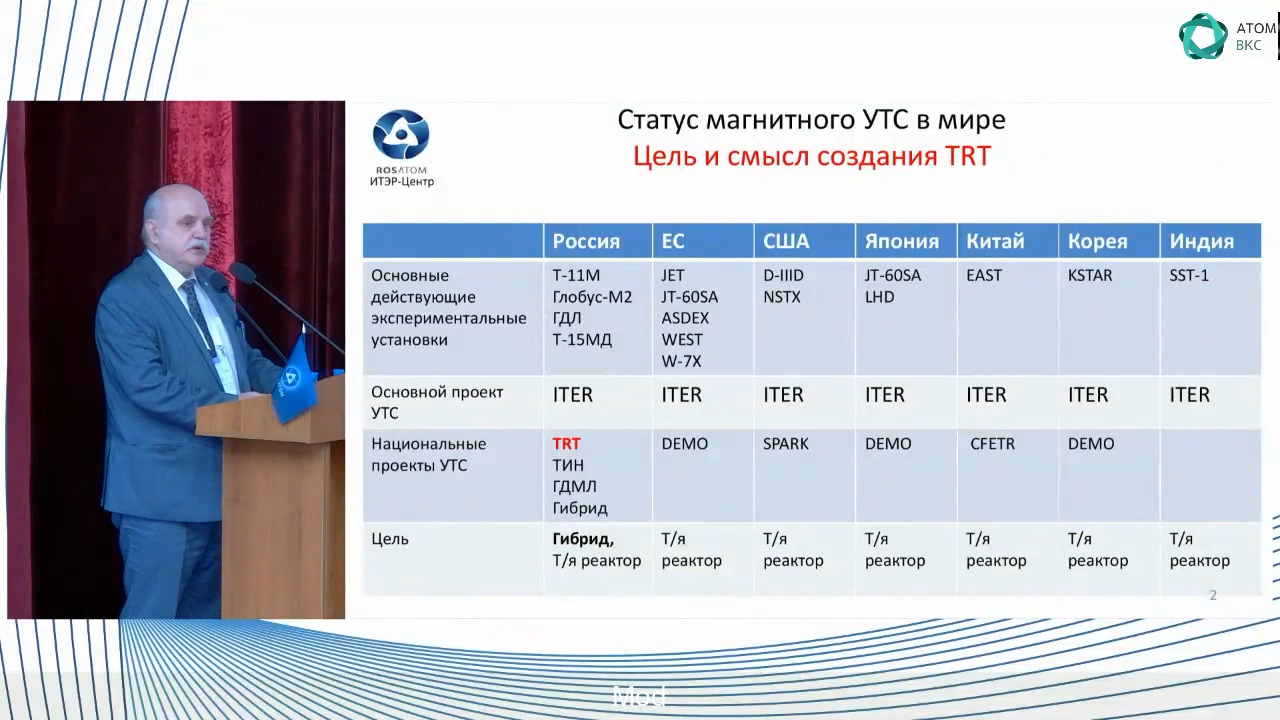 АТОМ
ВКС
ROSATOM
ИТЭР-Центр
Статус магнитного УТС в мире
Цель и смысл создания TRT
Россия ЕС США Япония Китай Корея Индия
Основные действующие экспериментальные установки
Т-11М
Глобус-М2
ГДЛ
Т-15МД
JET
JT-60SA
ASDEX
WEST
W-7X
D-IIID
NSTX
JT-60SA
LHD
EAST
KSTAR
SST-1
Основной проект УТС
ITER ITER ITER ITER ITER ITER ITER
Национальные проекты УТС
TRT
ТИН
ГДМЛ
Гибрид
DEMO
SPARK
DEMO
CFETR
DEMO
Цель
Гибрид,
Т/я реактор
Т/я реактор
Т/я реактор
Т/я реактор
Т/я реактор
Т/я реактор
Т/я реактор
2
Mod